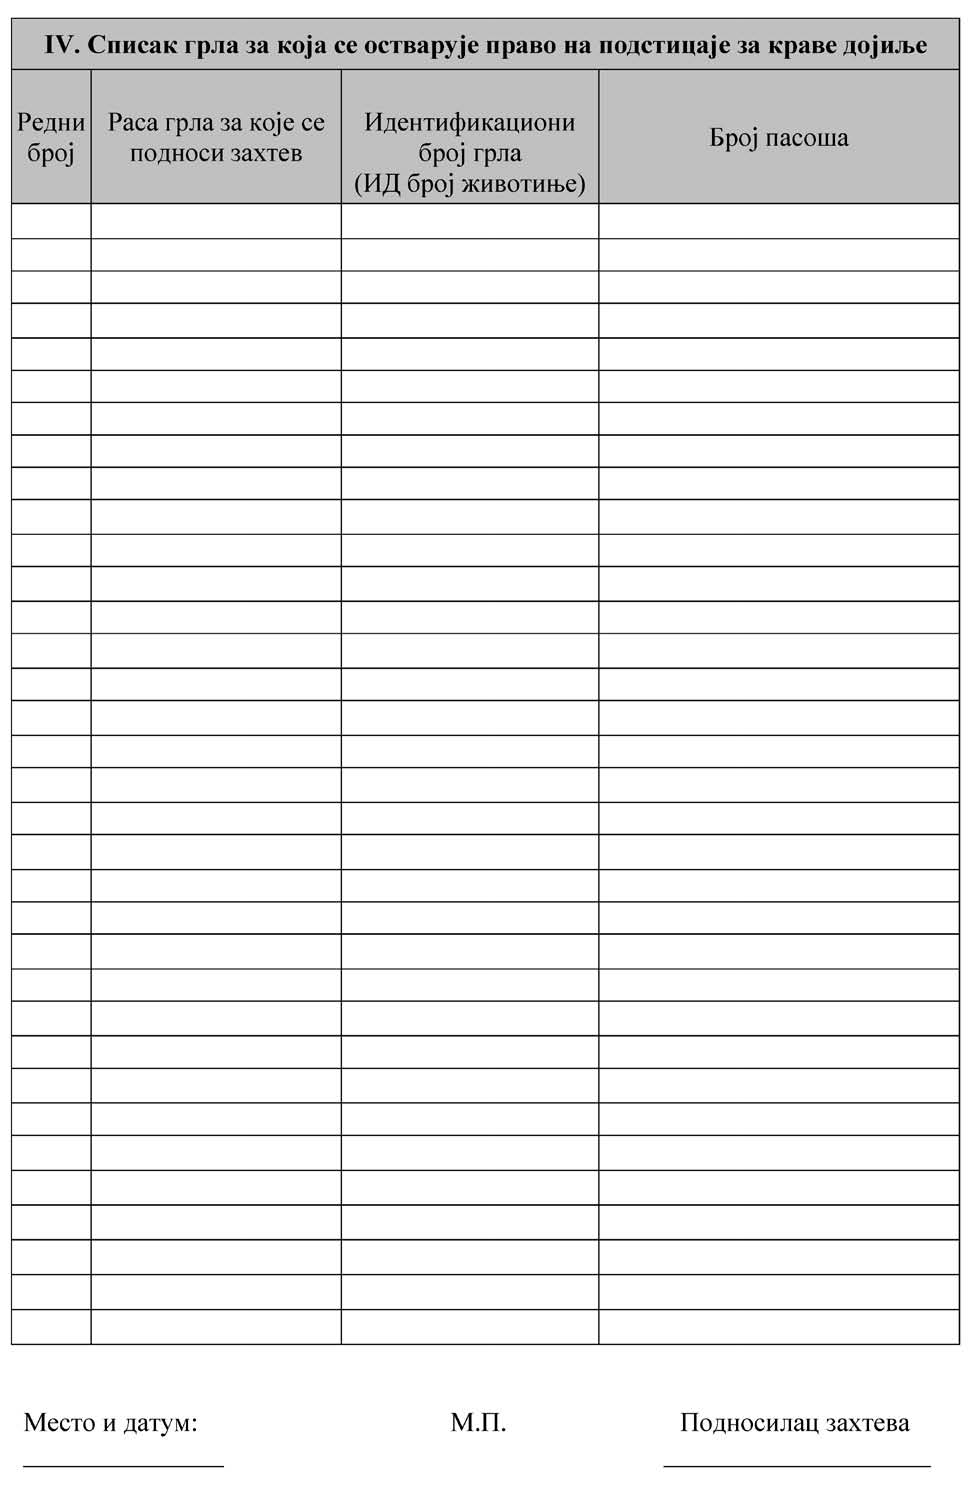 IV. Списак грла за која се остварује право на подстицаје за краве дојиље
Редни
број
Раса грла за које се
подноси захтев
Идентификациони
број грла
(ИД број животиње)
Број пасоша
Место и датум:
М.П.
Подносилац захтева